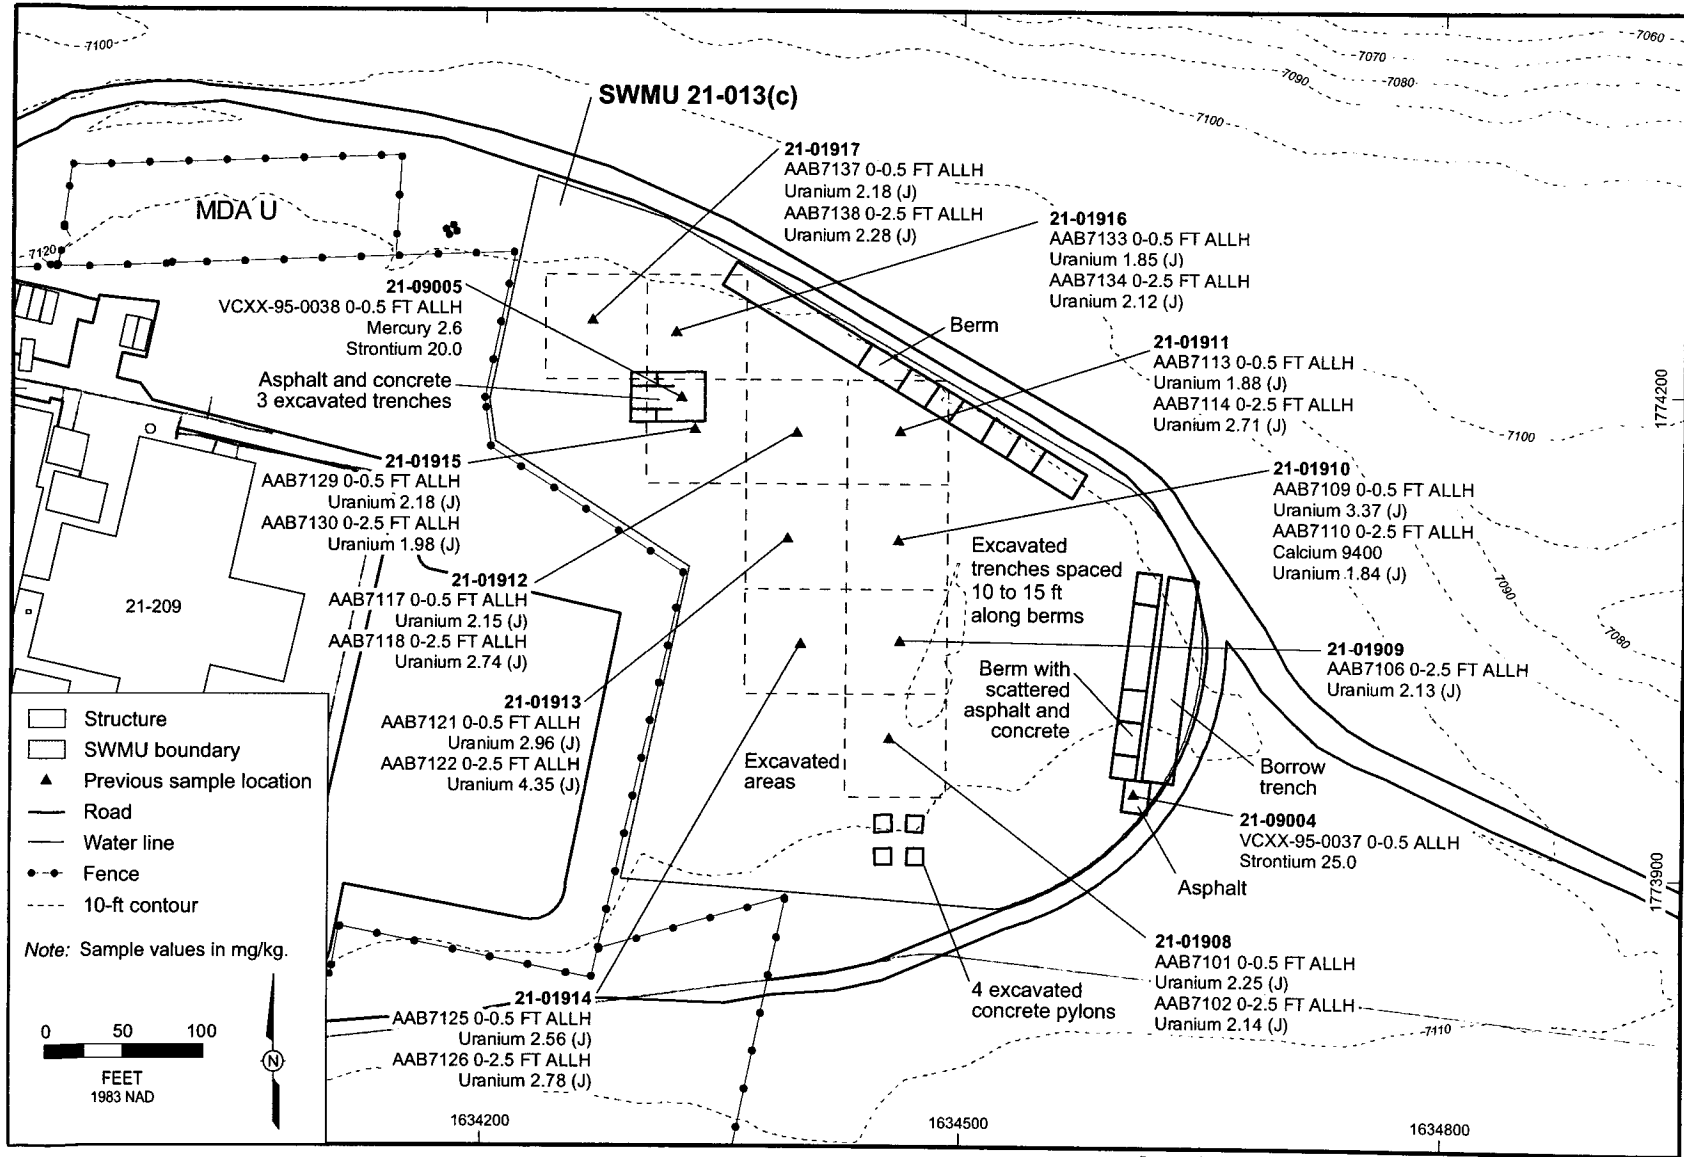 7100
7060
7070
7080
7090
7100
SWMU 21-013(c)
21-01917
AAB7137 0-0.5 FT ALLH
Uranium 2.18 (J)
AAB7138 0-2.5 FT ALLH
Uranium 2.28 (J)
MDA U
7120
21-01916
AAB7133 0-0.5 FT ALLH
Uranium 1.85 (J)
AAB7134 0-2.5 FT ALLH
Uranium 2.12 (J)
21-09005
VCXX-95-0038 0-0.5 FT ALLH
Mercury 2.6
Strontium 20.0
Berm
21-01911
AAB7113 0-0.5 FT ALLH
Uranium 1.88 (J)
AAB7114 0-2.5 FT ALLH
Uranium 2.71 (J)
Asphalt and concrete
3 excavated trenches
1774200
7100
21-01915
AAB7129 0-0.5 FT ALLH
Uranium 2.18 (J)
AAB7130 0-2.5 FT ALLH
Uranium 1.98 (J)
21-01910
AAB7109 0-0.5 FT ALLH
Uranium 3.37 (J)
AAB7110 0-2.5 FT ALLH
Calcium 9400
Uranium 1.84 (J)
Excavated
trenches spaced
10 to 15 ft
along berms
7090
7080
21-01912
AAB7117 0-0.5 FT ALLH
Uranium 2.15 (J)
AAB7118 0-2.5 FT ALLH
Uranium 2.74 (J)
21-209
21-01909
AAB7106 0-2.5 FT ALLH
Uranium 2.13 (J)
Berm with
scattered
asphalt and
concrete
21-01913
AAB7121 0-0.5 FT ALLH
Uranium 2.96 (J)
AAB7122 0-2.5 FT ALLH
Uranium 4.35 (J)
Excavated
areas
Borrow
trench
21-09004
VCXX-95-0037 0-0.5 ALLH
Strontium 25.0
Asphalt
1773900
Structure
SWMU boundary
Previous sample location
Road
Water line
Fence
10-ft contour
Note: Sample values in mg/kg.
0 50 100
FEET
1983 NAD
N
21-01914
AAB7125 0-0.5 FT ALLH
Uranium 2.56 (J)
AAB7126 0-2.5 FT ALLH
Uranium 2.78 (J)
4 excavated
concrete pylons
21-01908
AAB7101 0-0.5 FT ALLH
Uranium 2.25 (J)
AAB7102 0-2.5 FT ALLH
Uranium 2.14 (J)
7110
1634200
1634500
1634800